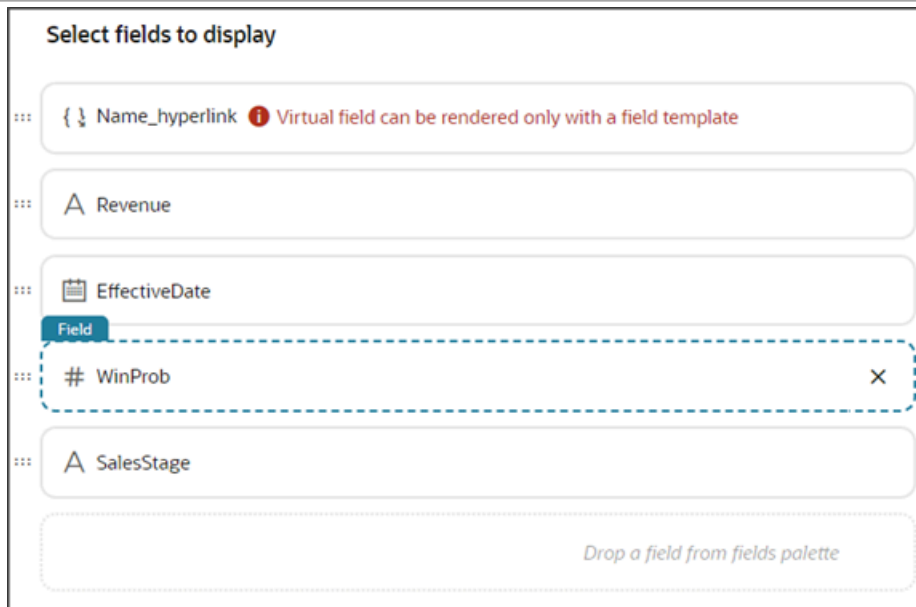 Select fields to display
Name_hyperlink Virtual field can be rendered only with a field template
Revenue
EffectiveDate
Field
WinProb
SalesStage
Drop a field from fields palette